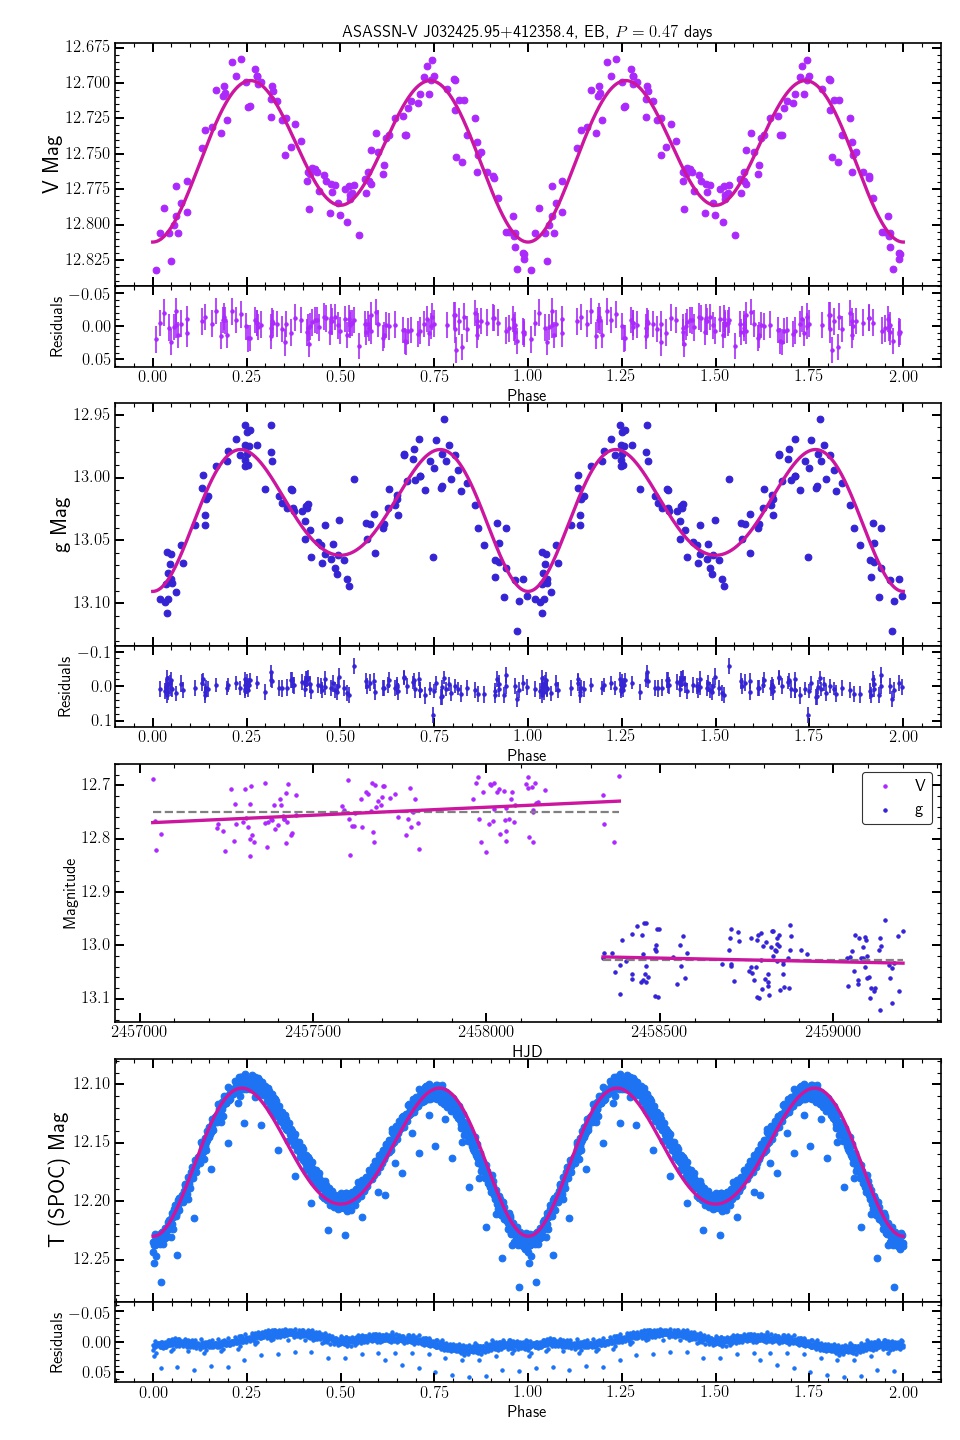 ASASSN-V J032425.95+412358.4, EB, P = 0.47 days
V Mag
12.675
12.700
12.725
12.750
12.775
12.800
12.825
Residuals
−0.05
0.00
0.05
0.00 0.25 0.50 0.75 1.00 1.25 1.50 1.75 2.00
Phase
g Mag
12.95
13.00
13.05
13.10
Residuals
−0.1
0.0
0.1
0.00 0.25 0.50 0.75 1.00 1.25 1.50 1.75 2.00
Phase
Magnitude
12.7
12.8
12.9
13.0
13.1
V
g
2457000 2457500 2458000 2458500 2459000
HJD
T (SPOC) Mag
12.10
12.15
12.20
12.25
Residuals
−0.05
0.00
0.05
0.00 0.25 0.50 0.75 1.00 1.25 1.50 1.75 2.00
Phase